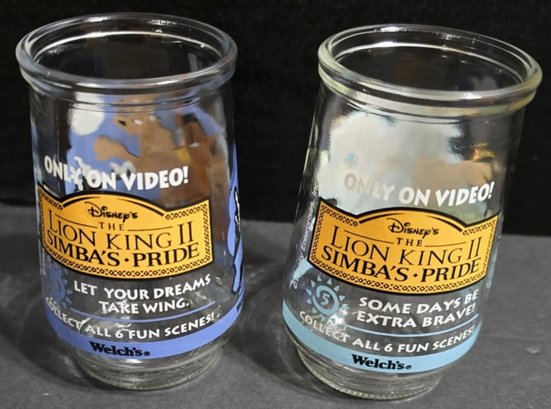 ONLY ON VIDEO!
Disney's
THE
LION KING II
SIMBA'S · PRIDE
LET YOUR DREAMS
TAKE WING.
COLLECT ALL 6 FUN SCENES!
Welch's®
ONLY ON VIDEO!
Disney's
THE
LION KING II
SIMBA'S · PRIDE
5
SOME DAYS BE
EXTRA BRAVE!
COLLECT ALL 6 FUN SCENES!
Welch's®